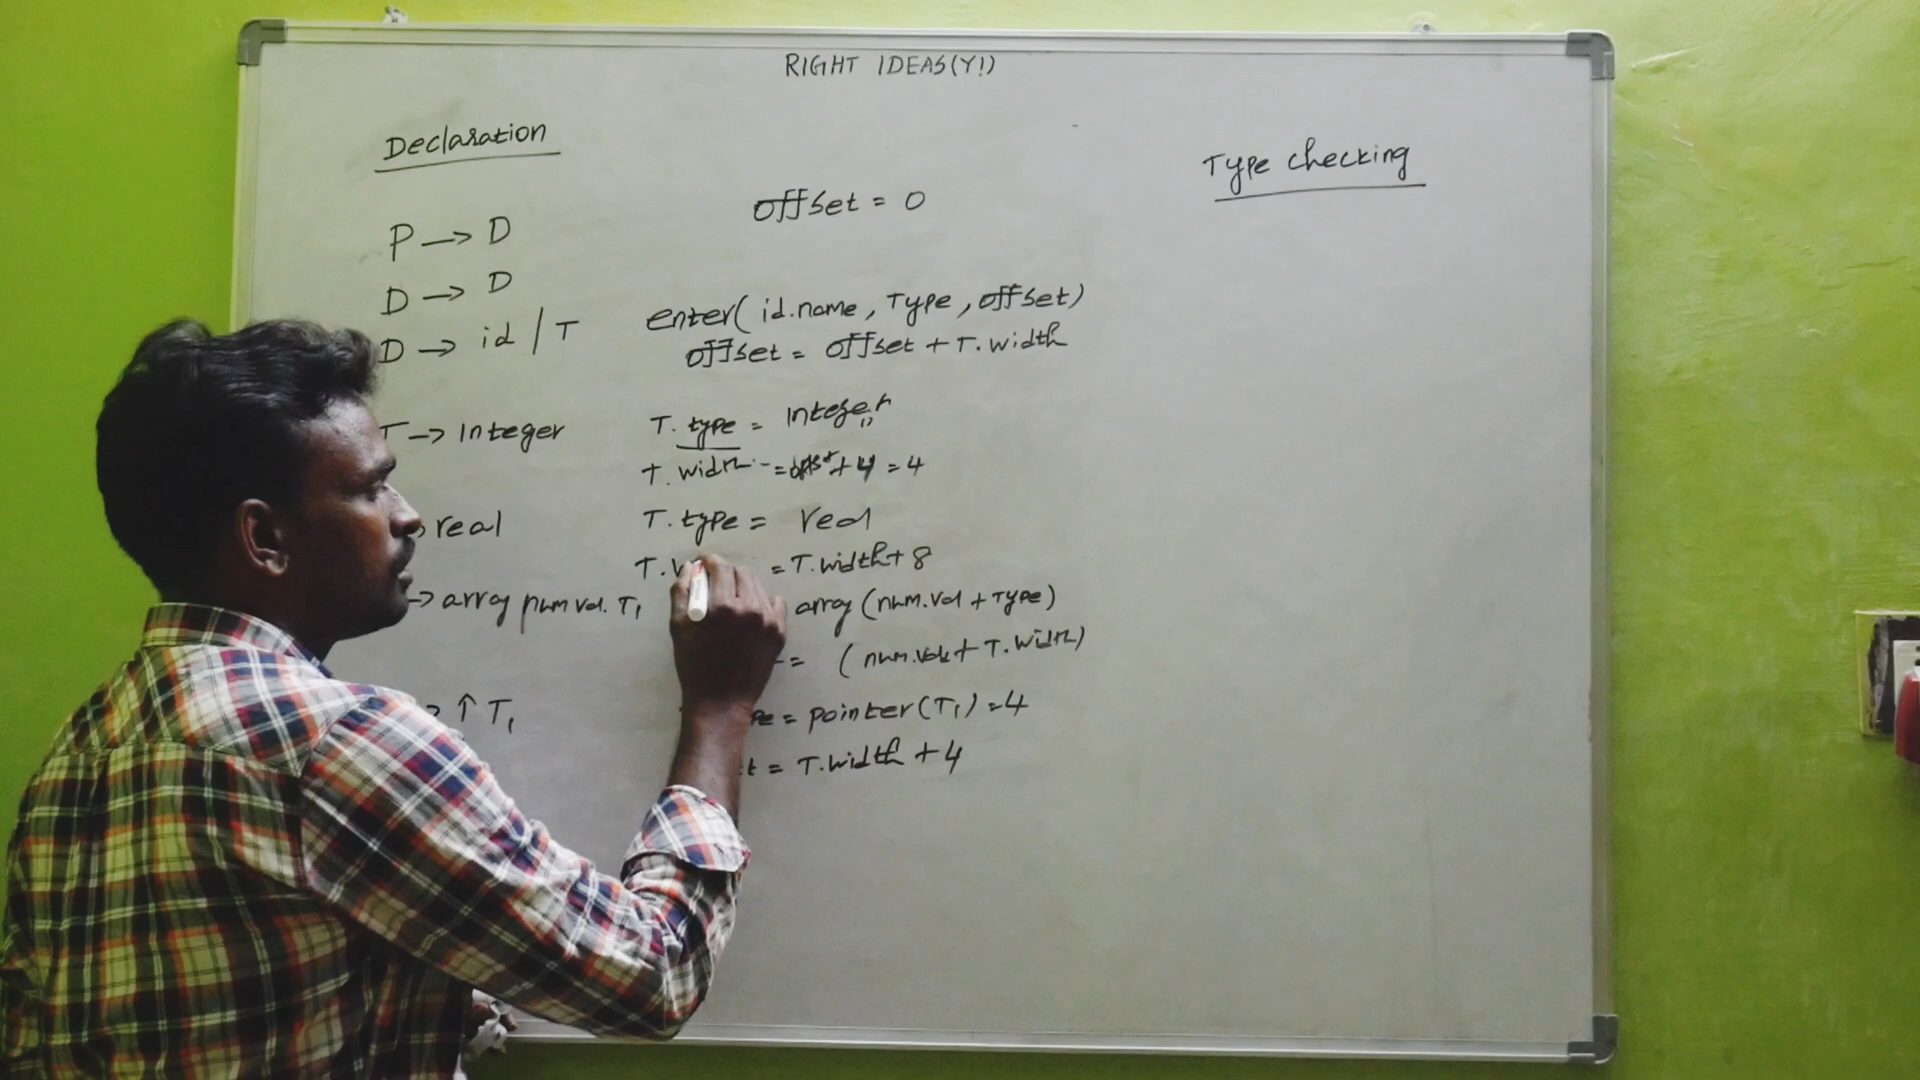 RIGHT IDEAS(Y!)
Declaration
Type checking
offset = 0
P → D
D → D
D → id / T
enter( id.name, Type, offset)
offset = offset + T.width
T → Integer
T. type = Integer
T. width = + 4 = 4
real
T. type = real
T. = T.width + 8
→ array num val. T1
array (num.val + Type)
= (num.val + T. width)
↑ T1
= pointer(T1) = 4
= T.width + 4